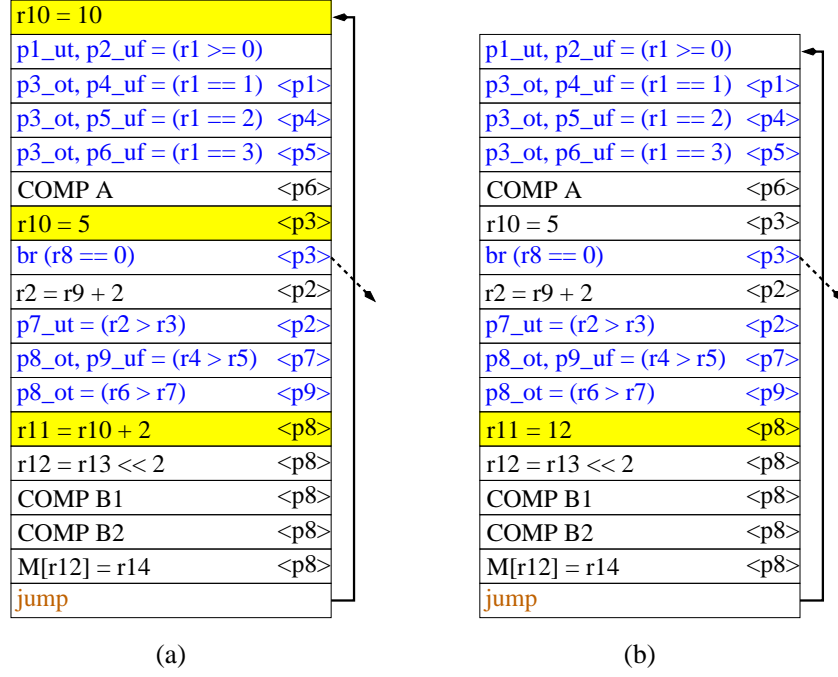 r10 = 10
p1_ut, p2_uf = (r1 >= 0)
p3_ot, p4_uf = (r1 == 1) <p1>
p3_ot, p5_uf = (r1 == 2) <p4>
p3_ot, p6_uf = (r1 == 3) <p5>
COMP A <p6>
r10 = 5 <p3>
br (r8 == 0) <p3>
r2 = r9 + 2 <p2>
p7_ut = (r2 > r3) <p2>
p8_ot, p9_uf = (r4 > r5) <p7>
p8_ot = (r6 > r7) <p9>
r11 = r10 + 2 <p8>
r12 = r13 << 2 <p8>
COMP B1 <p8>
COMP B2 <p8>
M[r12] = r14 <p8>
jump
(a)
p1_ut, p2_uf = (r1 >= 0)
p3_ot, p4_uf = (r1 == 1) <p1>
p3_ot, p5_uf = (r1 == 2) <p4>
p3_ot, p6_uf = (r1 == 3) <p5>
COMP A <p6>
r10 = 5 <p3>
br (r8 == 0) <p3>
r2 = r9 + 2 <p2>
p7_ut = (r2 > r3) <p2>
p8_ot, p9_uf = (r4 > r5) <p7>
p8_ot = (r6 > r7) <p9>
r11 = 12 <p8>
r12 = r13 << 2 <p8>
COMP B1 <p8>
COMP B2 <p8>
M[r12] = r14 <p8>
jump
(b)